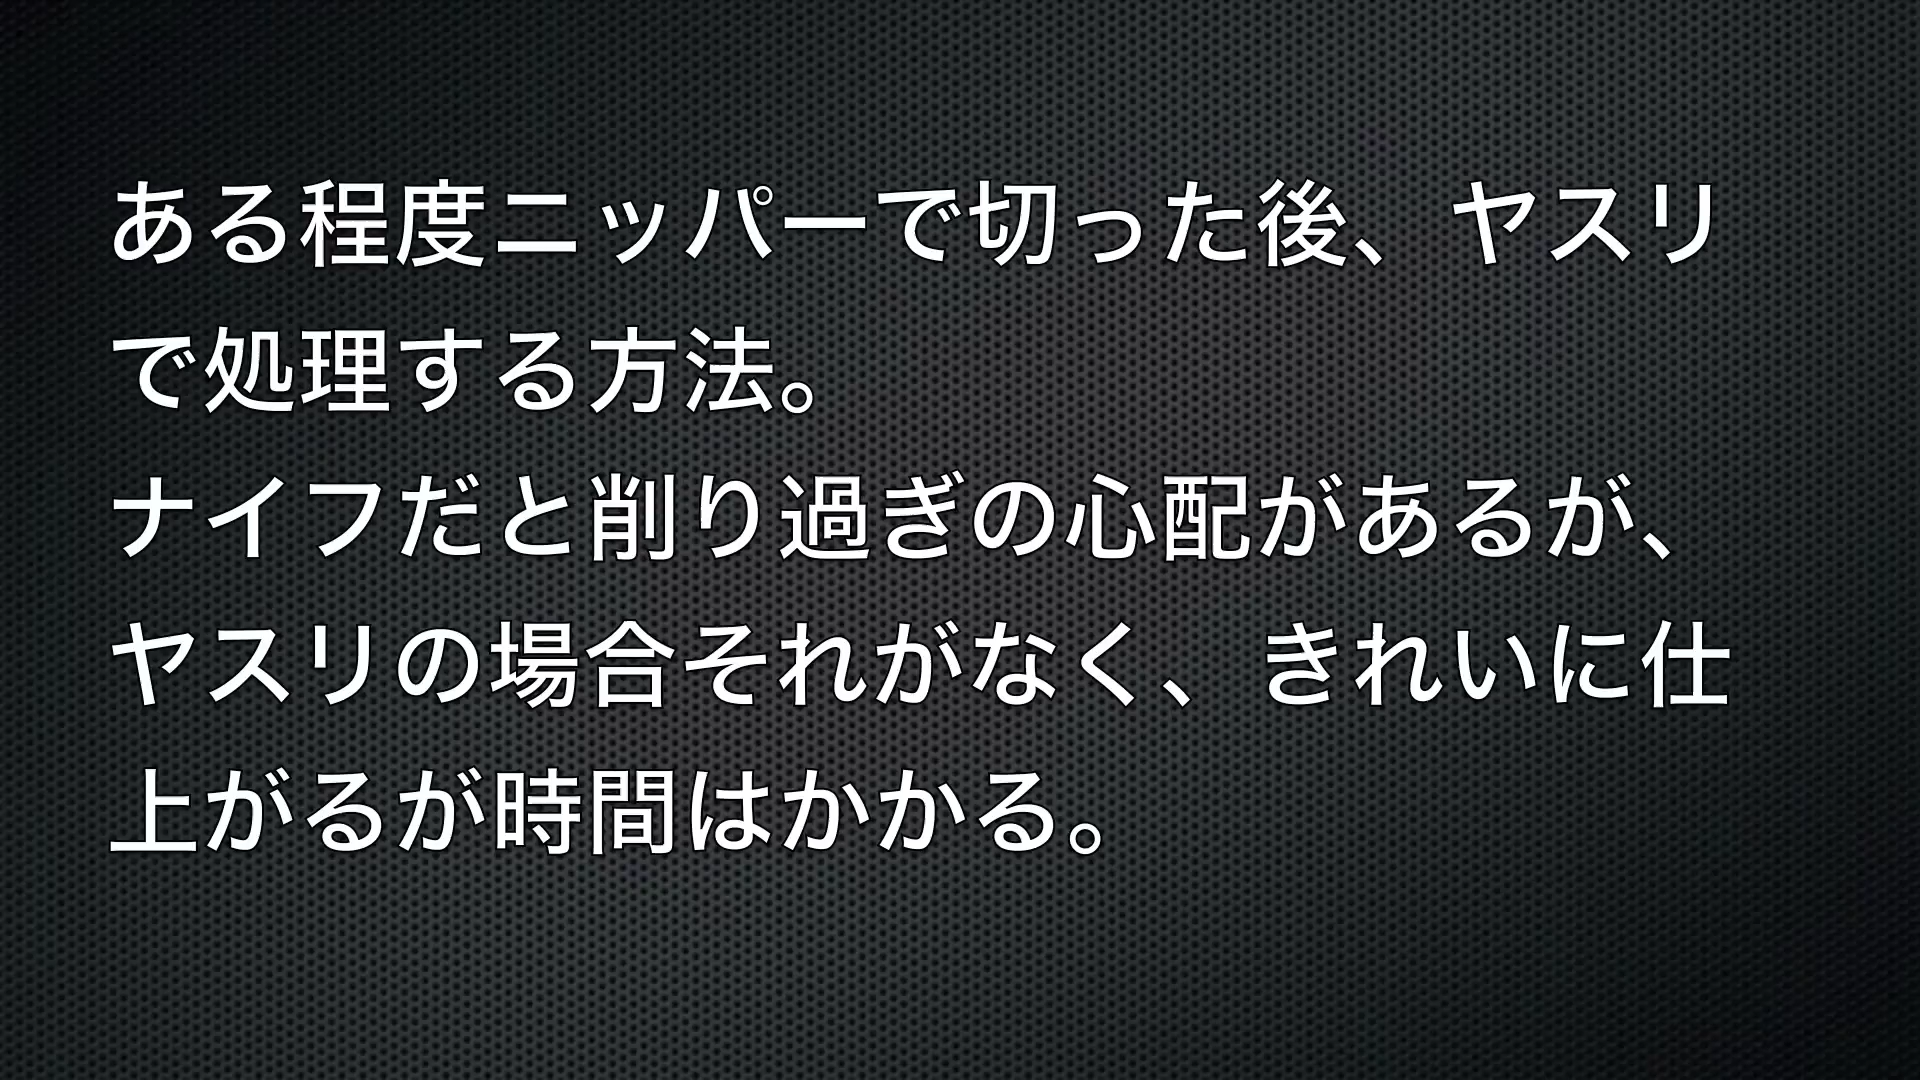 ある程度ニッパーで切った後、ヤスリ
で処理する方法。
ナイフだと削り過ぎの心配があるが、
ヤスリの場合それがなく、きれいに仕
上がるが時間はかかる。